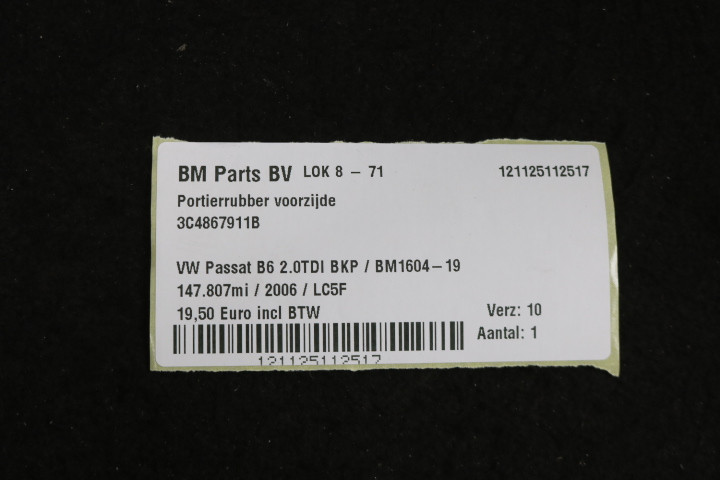 BM Parts BV LOK 8 - 71 121125112517
Portierrubber voorzijde
3C4867911B
VW Passat B6 2.0TDI BKP / BM1604-19
147.807mi / 2006 / LC5F
19,50 Euro incl BTW Verz: 10
Aantal: 1
121125112517